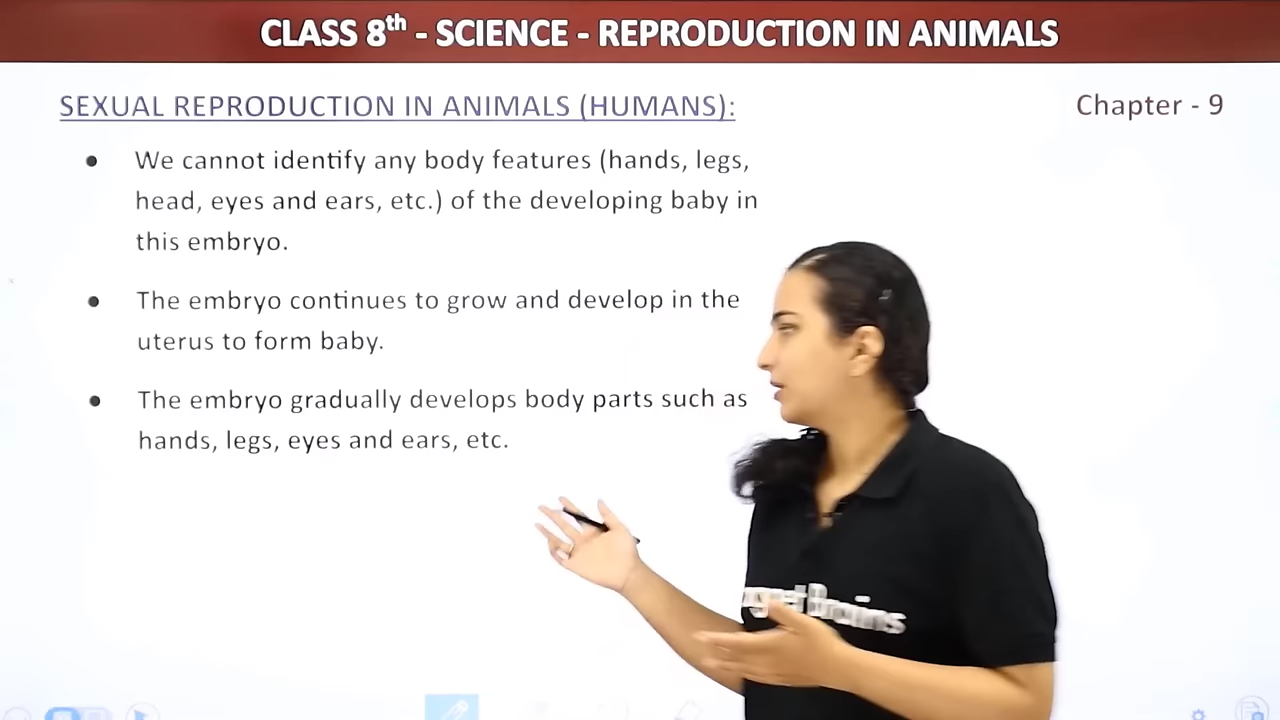 CLASS 8th - SCIENCE - REPRODUCTION IN ANIMALS
SEXUAL REPRODUCTION IN ANIMALS (HUMANS):
Chapter - 9
We cannot identify any body features (hands, legs,
head, eyes and ears, etc.) of the developing baby in
this embryo.
The embryo continues to grow and develop in the
uterus to form baby.
The embryo gradually develops body parts such as
hands, legs, eyes and ears, etc.
Brains